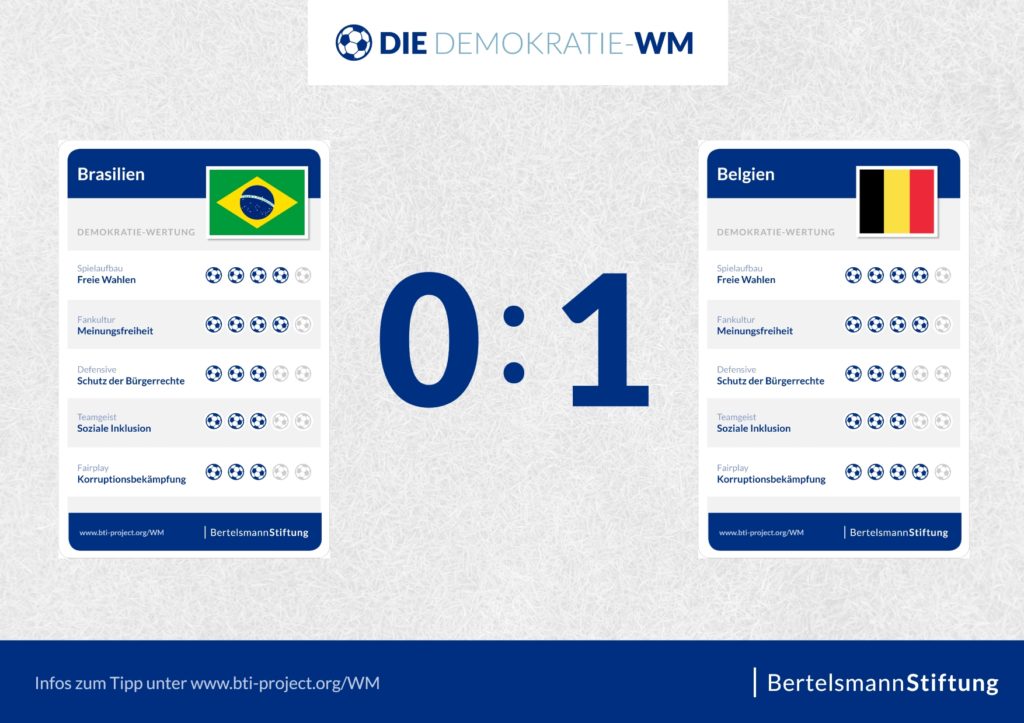 DIE DEMOKRATIE-WM
Brasilien
DEMOKRATIE-WERTUNG
Spielaufbau
Freie Wahlen
Fankultur
Meinungsfreiheit
Defensive
Schutz der Bürgerrechte
Teamgeist
Soziale Inklusion
Fairplay
Korruptionsbekämpfung
www.bti-project.org/WM
BertelsmannStiftung
0:1
Belgien
DEMOKRATIE-WERTUNG
Spielaufbau
Freie Wahlen
Fankultur
Meinungsfreiheit
Defensive
Schutz der Bürgerrechte
Teamgeist
Soziale Inklusion
Fairplay
Korruptionsbekämpfung
www.bti-project.org/WM
BertelsmannStiftung
Infos zum Tipp unter www.bti-project.org/WM
BertelsmannStiftung